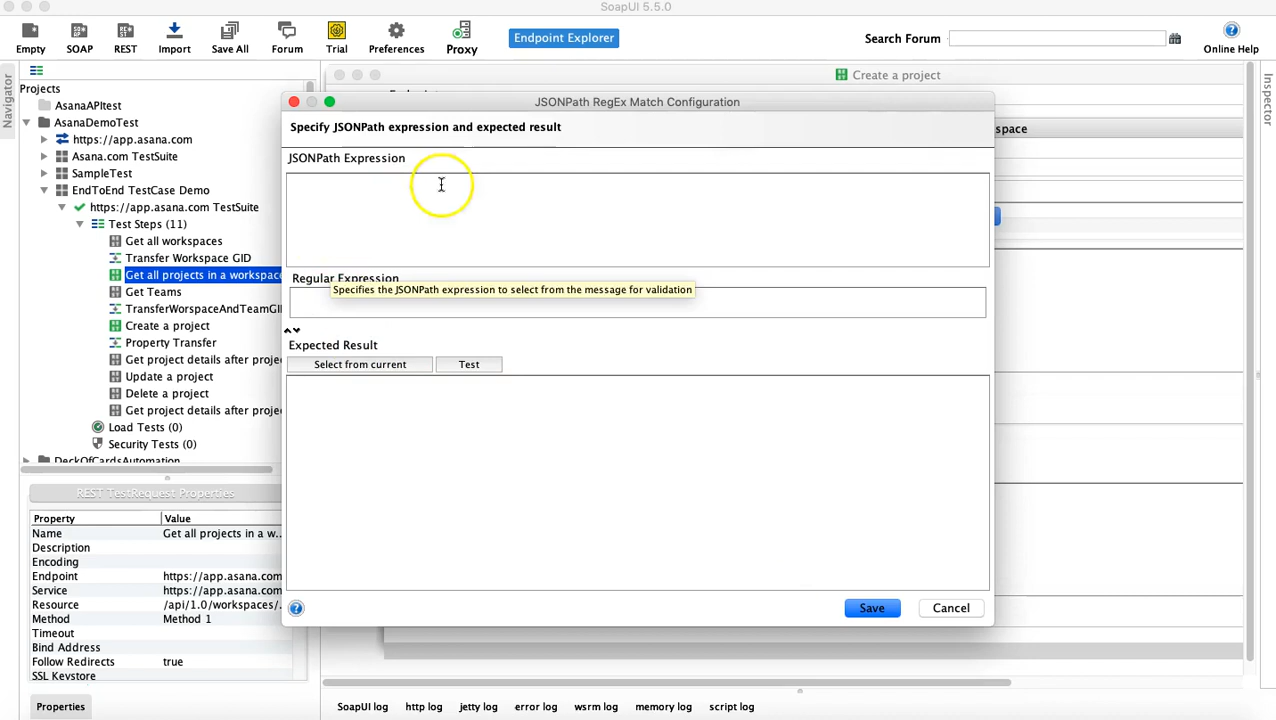 SoapUI 5.5.0
Empty
SOAP
REST
Import
Save All
Forum
Trial
Preferences
Proxy
Endpoint Explorer
Search Forum
Online Help
Navigator
Projects
AsanaAPItest
AsanaDemoTest
https://app.asana.com
Asana.com TestSuite
SampleTest
EndToEnd TestCase Demo
https://app.asana.com TestSuite
Test Steps (11)
Get all workspaces
Transfer Workspace GID
Get all projects in a workspace
Get Teams
TransferWorspaceAndTeamGI
Create a project
Property Transfer
Get project details after proje
Update a project
Delete a project
Get project details after proje
Load Tests (0)
Security Tests (0)
DeckOfCardsAutomation
REST TestRequest Properties
Property Value
Name Get all projects in a w...
Description
Encoding
Endpoint https://app.asana.com
Service https://app.asana.com
Resource /api/1.0/workspaces/
Method Method 1
Timeout
Bind Address
Follow Redirects true
SSL Keystore
Properties
Create a project
space
Inspector
JSONPath RegEx Match Configuration
Specify JSONPath expression and expected result
JSONPath Expression
Regular Expression
Specifies the JSONPath expression to select from the message for validation
Expected Result
Select from current
Test
Save
Cancel
SoapUI log
http log
jetty log
error log
wsrm log
memory log
script log